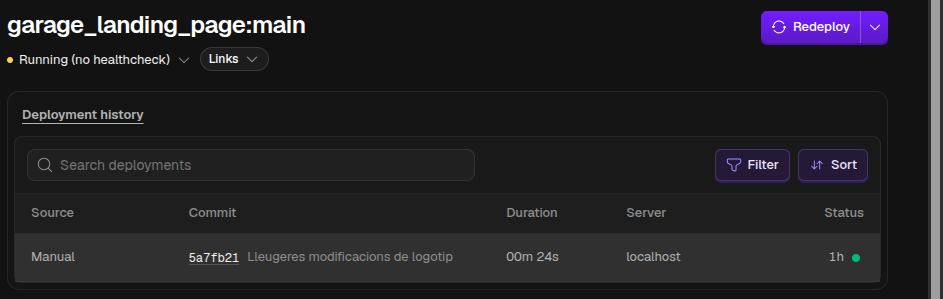 garage_landing_page:main
Redeploy
Running (no healthcheck) Links
Deployment history
Search deployments Filter Sort
Source Commit Duration Server Status
Manual 5a7fb21 Lleugeres modificacions de logotip 00m 24s localhost 1h